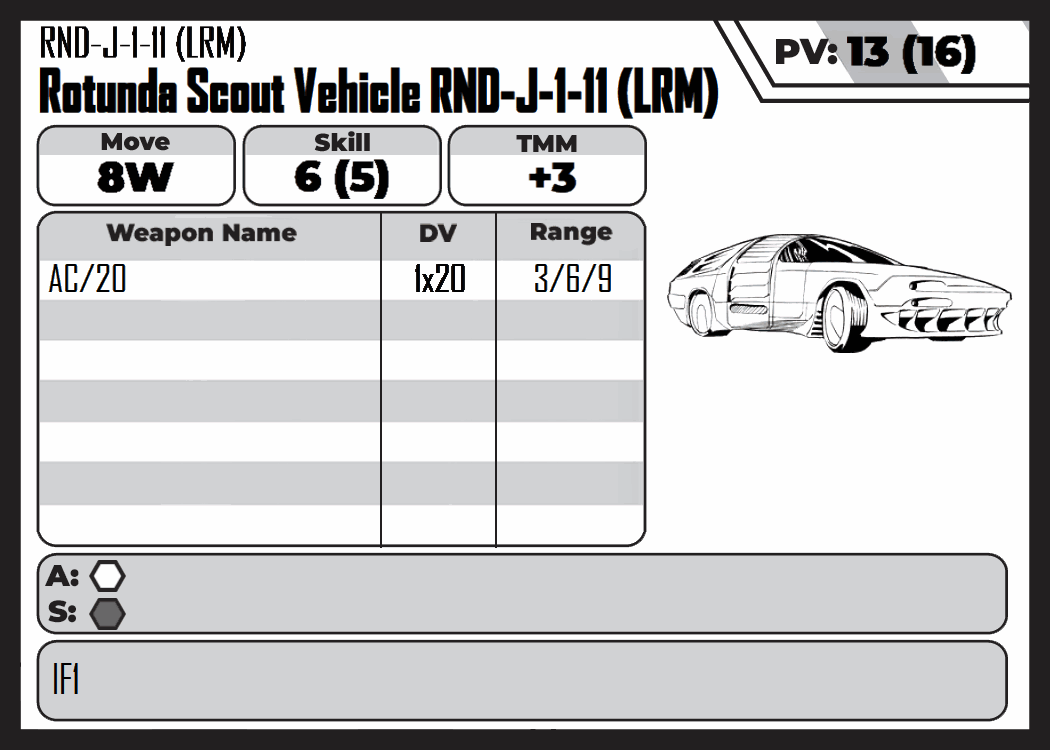 RND-J-1-11 (LRM)
PV: 13 (16)
Rotunda Scout Vehicle RND-J-1-11 (LRM)
Move Skill TMM
8W 6 (5) +3
Weapon Name DV Range
AC/20 1x20 3/6/9
A:
S:
IF1